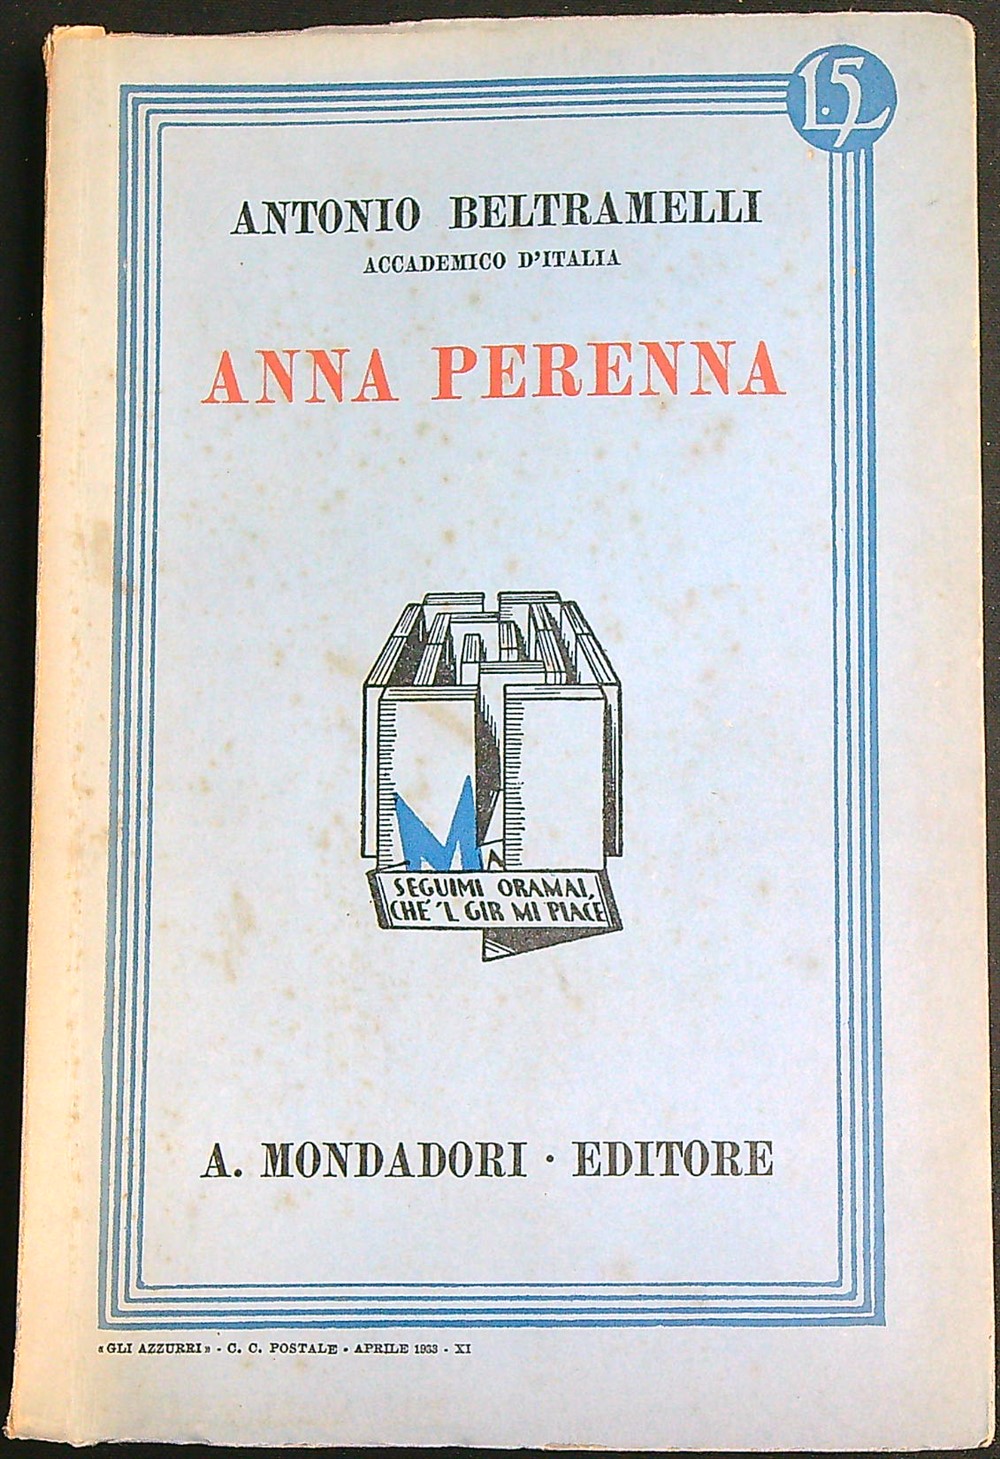 L.5
ANTONIO BELTRAMELLI
ACCADEMICO D'ITALIA
ANNA PERENNA
M
SEGUIMI ORAMAI,
CHE' 'L GIR MI PIACE
A. MONDADORI · EDITORE
«GLI AZZURRI» - C. C. POSTALE - APRILE 1933 - XI